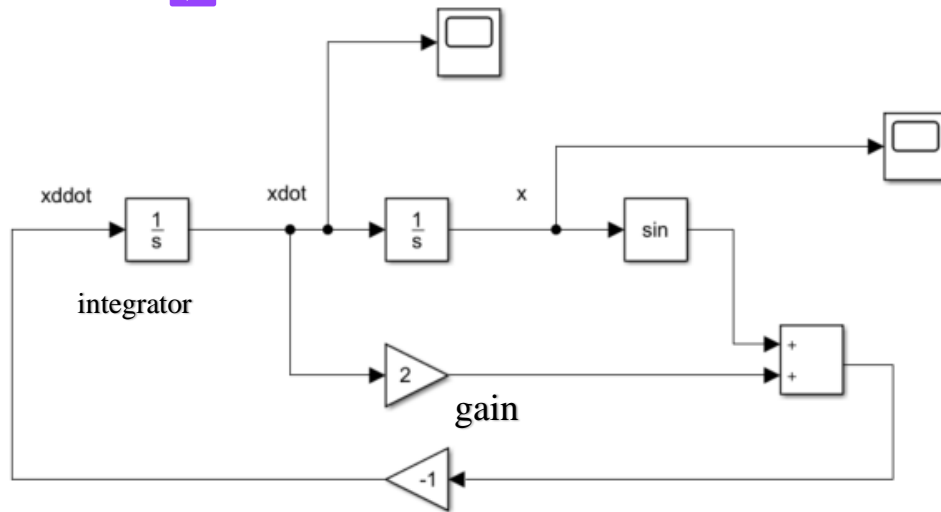 xddot
xdot
x
1
s
1
s
sin
integrator
+
2
+
gain
-1